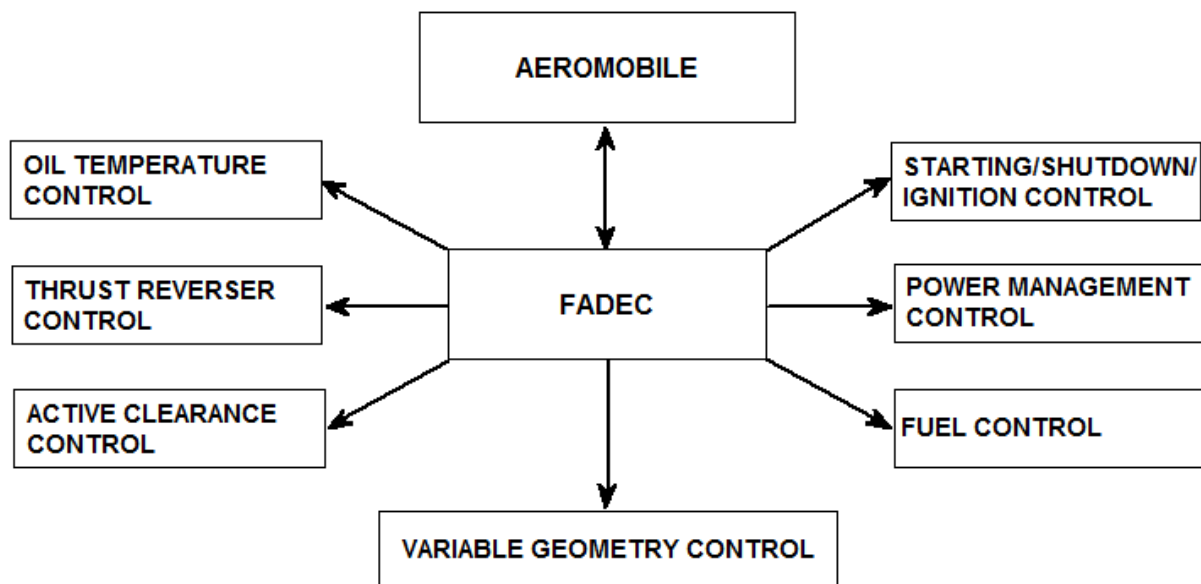 AEROMOBILE
OIL TEMPERATURE
CONTROL
STARTING/SHUTDOWN/
IGNITION CONTROL
THRUST REVERSER
CONTROL
FADEC
POWER MANAGEMENT
CONTROL
ACTIVE CLEARANCE
CONTROL
FUEL CONTROL
VARIABLE GEOMETRY CONTROL